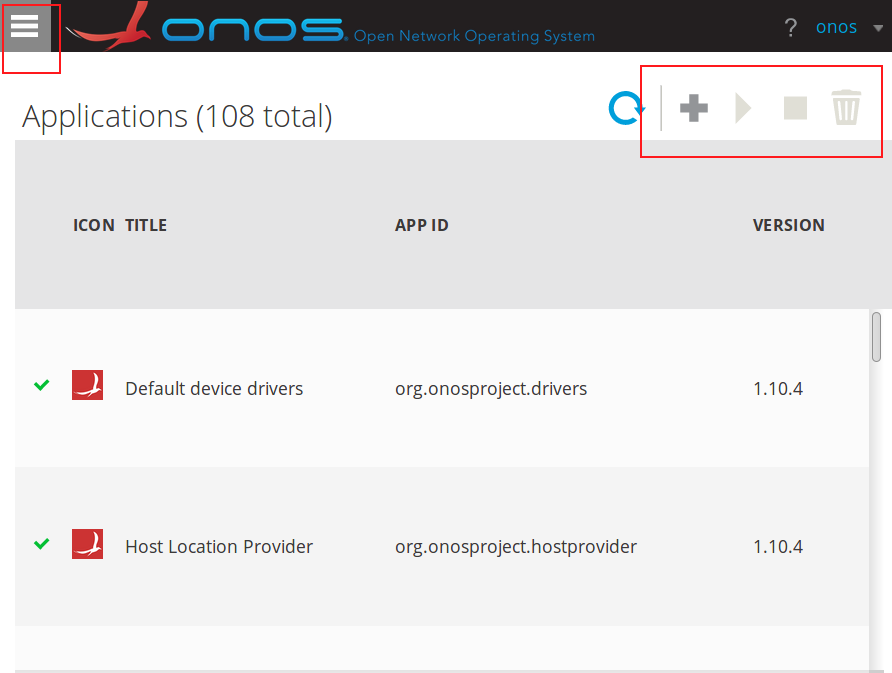 onos. Open Network Operating System ? onos
Applications (108 total)
ICON TITLE APP ID VERSION
Default device drivers org.onosproject.drivers 1.10.4
Host Location Provider org.onosproject.hostprovider 1.10.4